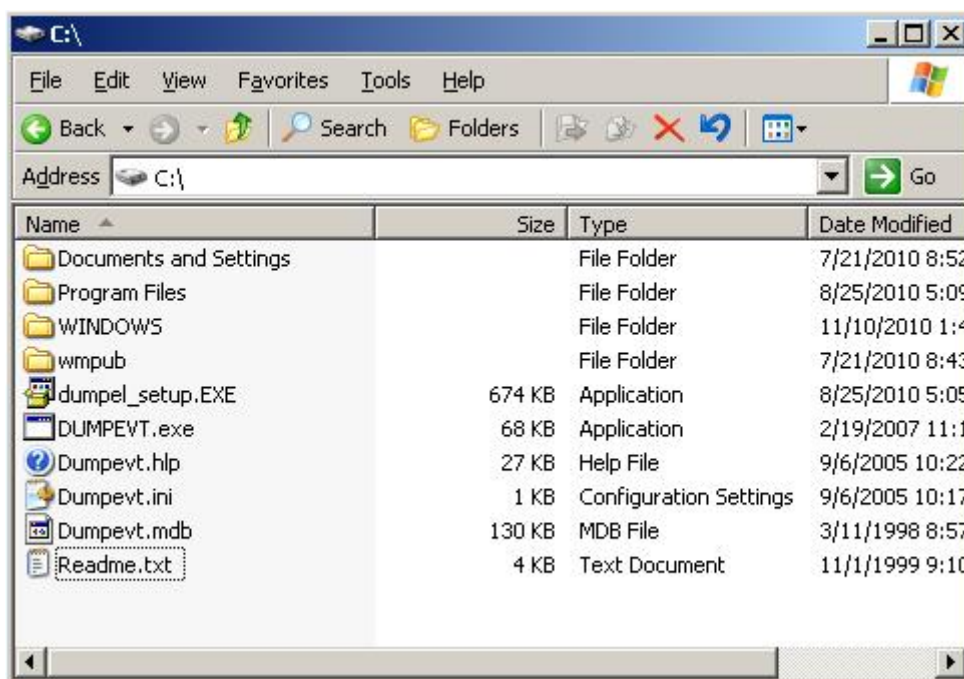 C:\
File Edit View Favorites Tools Help
Back Search Folders
Address C:\ Go
Name Size Type Date Modified
Documents and Settings File Folder 7/21/2010 8:52
Program Files File Folder 8/25/2010 5:09
WINDOWS File Folder 11/10/2010 1:4
wmpub File Folder 7/21/2010 8:43
dumpel_setup.EXE 674 KB Application 8/25/2010 5:05
DUMPEVT.exe 68 KB Application 2/19/2007 11:1
Dumpevt.hlp 27 KB Help File 9/6/2005 10:22
Dumpevt.ini 1 KB Configuration Settings 9/6/2005 10:17
Dumpevt.mdb 130 KB MDB File 3/11/1998 8:57
Readme.txt 4 KB Text Document 11/1/1999 9:10